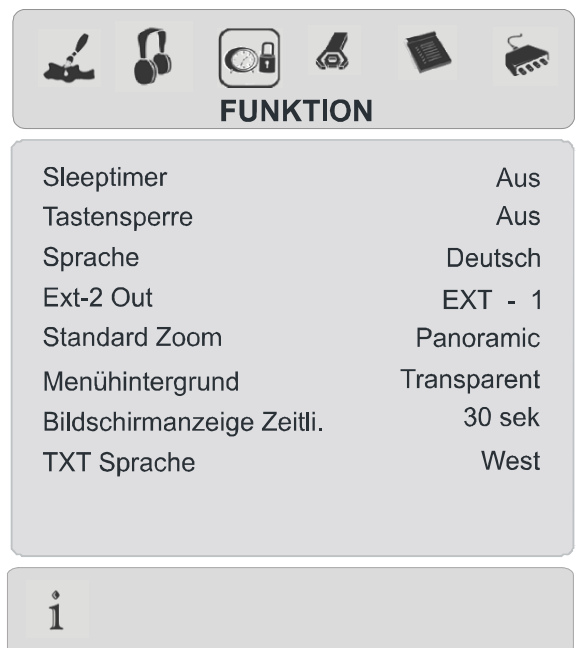 FUNKTION
Sleeptimer Aus
Tastensperre Aus
Sprache Deutsch
Ext-2 Out EXT - 1
Standard Zoom Panoramic
Menühintergrund Transparent
Bildschirmanzeige Zeitli. 30 sek
TXT Sprache West
i